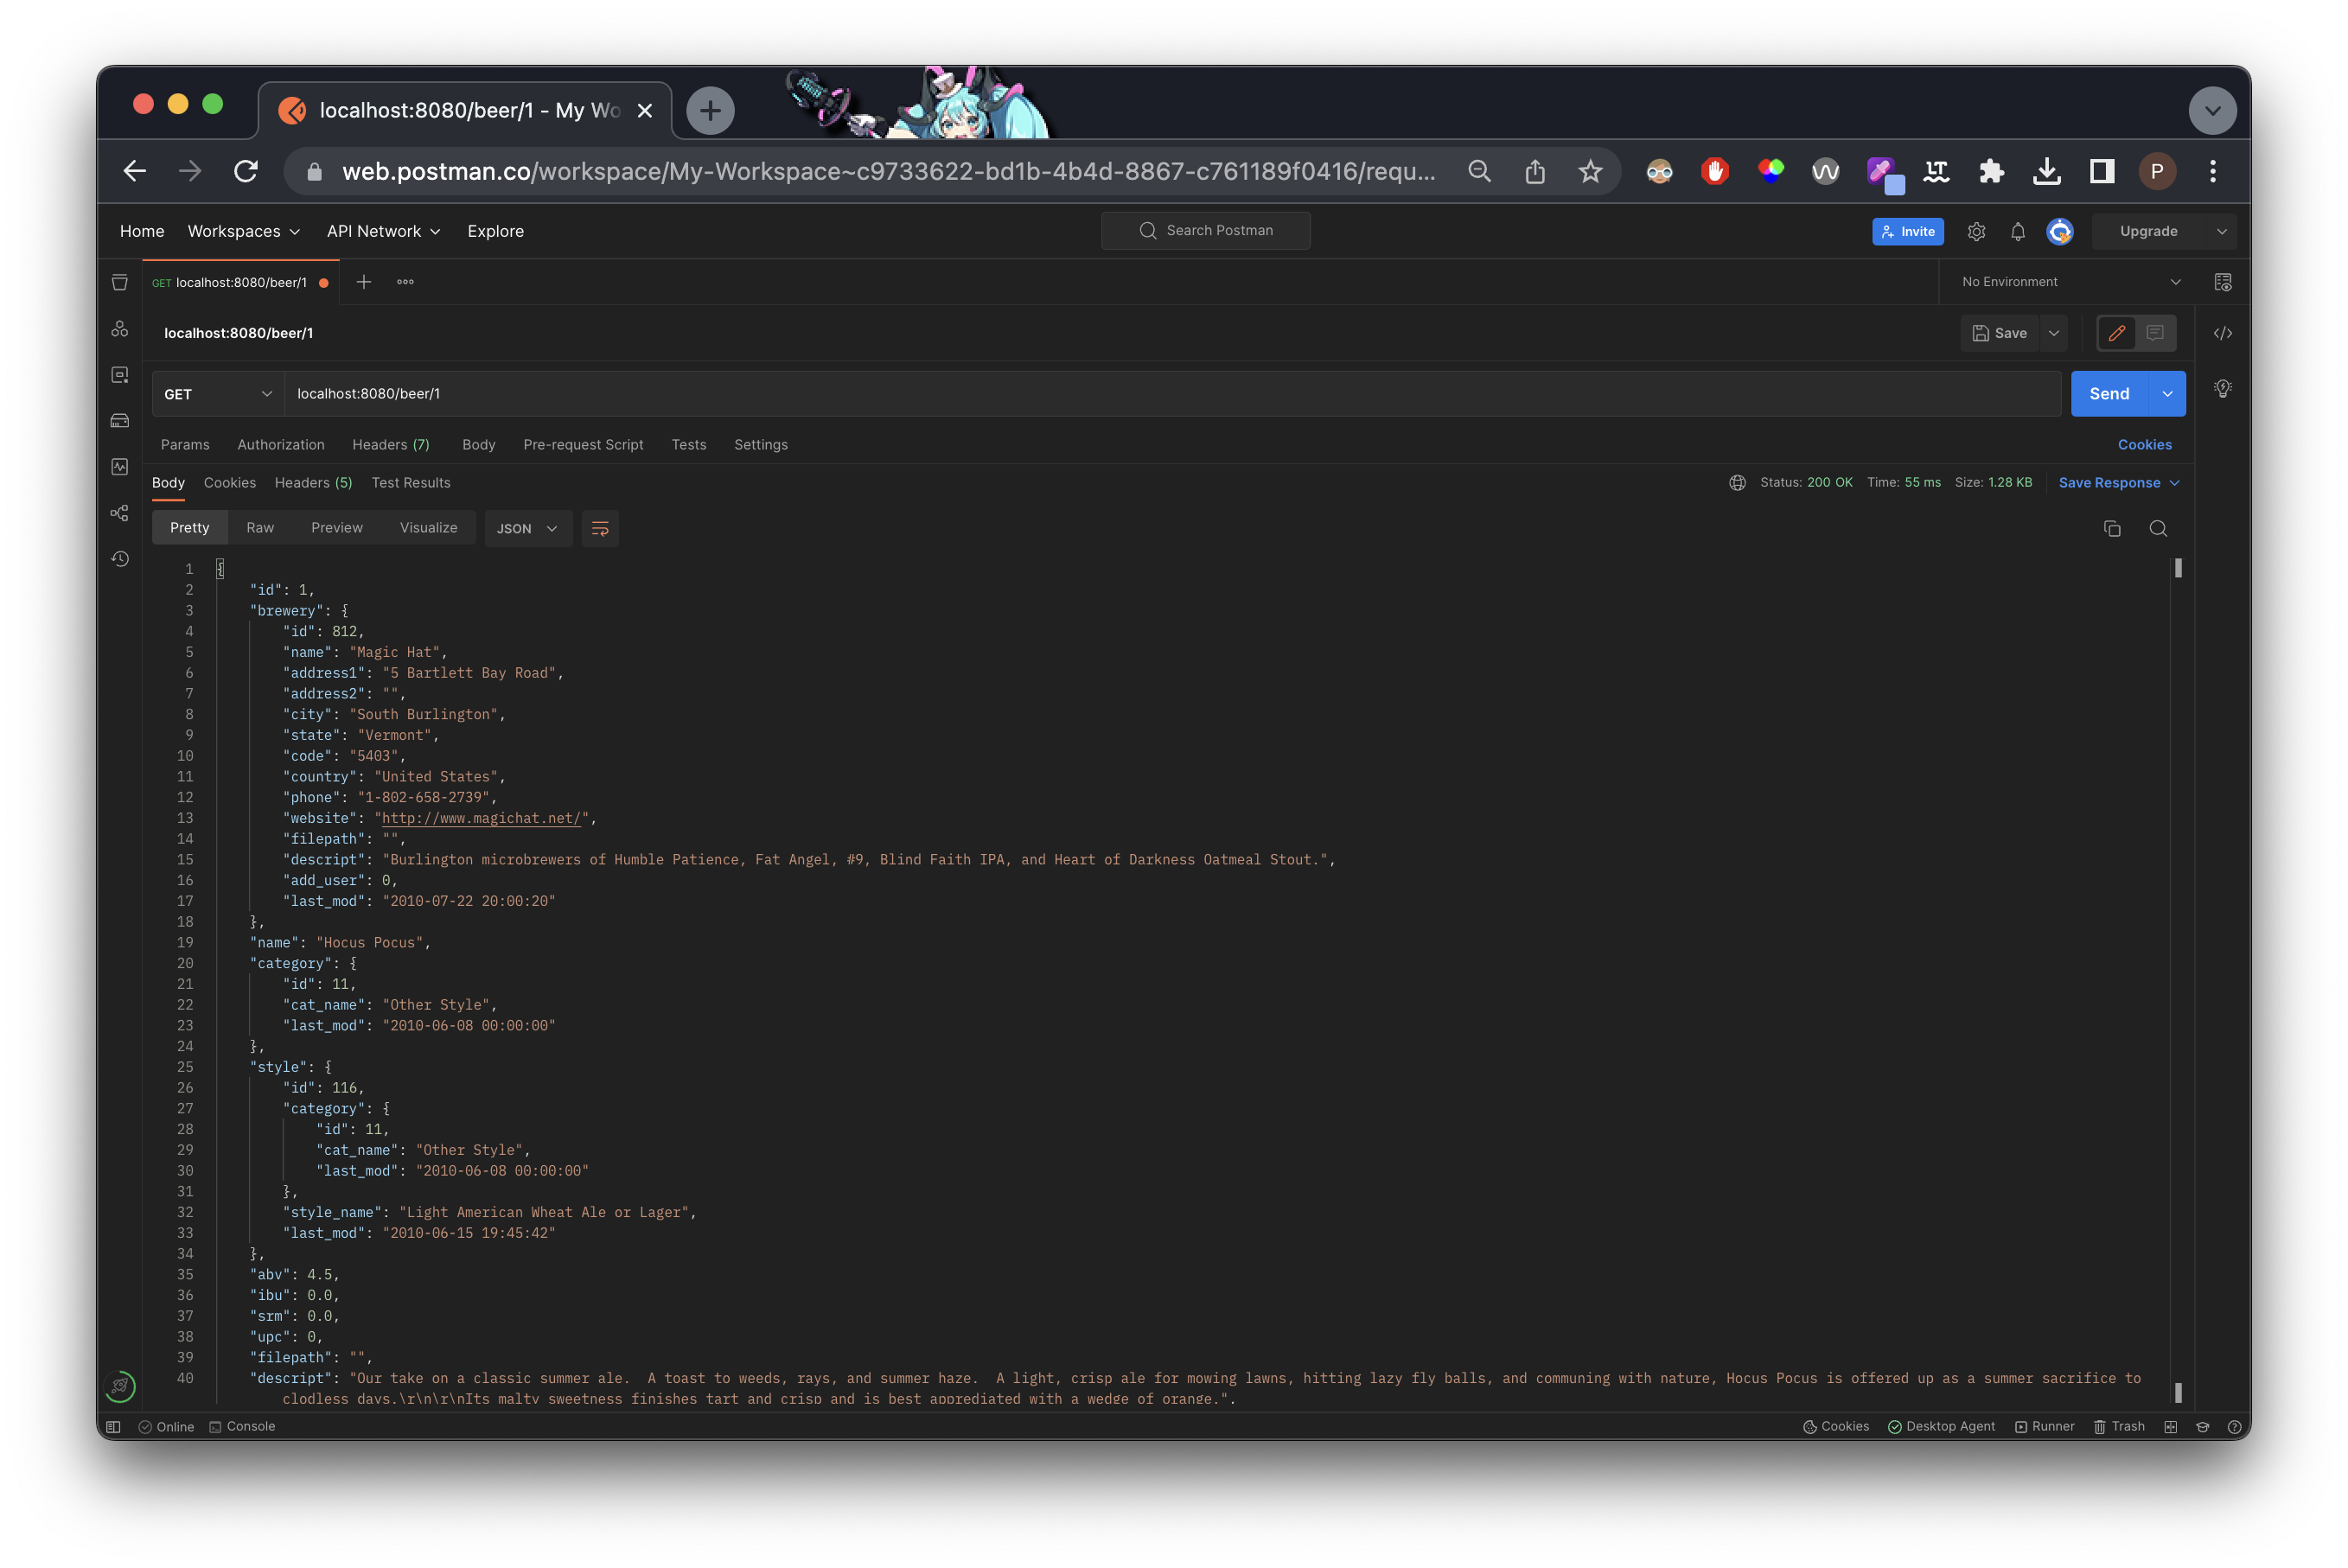 localhost:8080/beer/1 - My Wo
web.postman.co/workspace/My-Workspace~c9733622-bd1b-4b4d-8867-c761189f0416/requ...
P
Home Workspaces API Network Explore Search Postman Invite Upgrade
GET localhost:8080/beer/1 No Environment
localhost:8080/beer/1 Save
GET localhost:8080/beer/1 Send
Params Authorization Headers (7) Body Pre-request Script Tests Settings Cookies
Body Cookies Headers (5) Test Results Status: 200 OK Time: 55 ms Size: 1.28 KB Save Response
Pretty Raw Preview Visualize JSON
1 {
2 "id": 1,
3 "brewery": {
4 "id": 812,
5 "name": "Magic Hat",
6 "address1": "5 Bartlett Bay Road",
7 "address2": "",
8 "city": "South Burlington",
9 "state": "Vermont",
10 "code": "5403",
11 "country": "United States",
12 "phone": "1-802-658-2739",
13 "website": "http://www.magichat.net/",
14 "filepath": "",
15 "descript": "Burlington microbrewers of Humble Patience, Fat Angel, #9, Blind Faith IPA, and Heart of Darkness Oatmeal Stout.",
16 "add_user": 0,
17 "last_mod": "2010-07-22 20:00:20"
18 },
19 "name": "Hocus Pocus",
20 "category": {
21 "id": 11,
22 "cat_name": "Other Style",
23 "last_mod": "2010-06-08 00:00:00"
24 },
25 "style": {
26 "id": 116,
27 "category": {
28 "id": 11,
29 "cat_name": "Other Style",
30 "last_mod": "2010-06-08 00:00:00"
31 },
32 "style_name": "Light American Wheat Ale or Lager",
33 "last_mod": "2010-06-15 19:45:42"
34 },
35 "abv": 4.5,
36 "ibu": 0.0,
37 "srm": 0.0,
38 "upc": 0,
39 "filepath": "",
40 "descript": "Our take on a classic summer ale.  A toast to weeds, rays, and summer haze.  A light, crisp ale for mowing lawns, hitting lazy fly balls, and communing with nature, Hocus Pocus is offered up as a summer sacrifice to
clodless days.\r\n\r\nIts malty sweetness finishes tart and crisp and is best apprediated with a wedge of orange.",
Online Console Cookies Desktop Agent Runner Trash